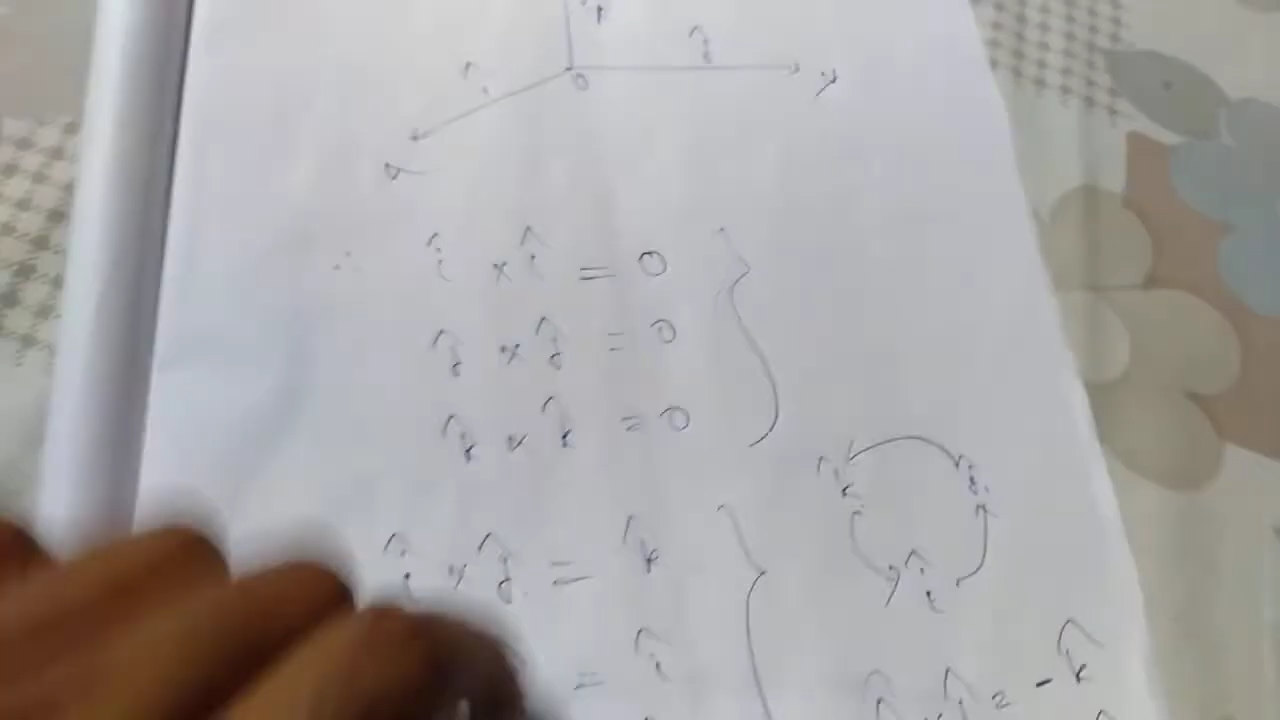 k̂
î ĵ
O y
x
∴ î × î = 0
ĵ × ĵ = 0
k̂ × k̂ = 0
k̂ ĵ
î
î × ĵ = k̂
= î
ĵ × î = - k̂